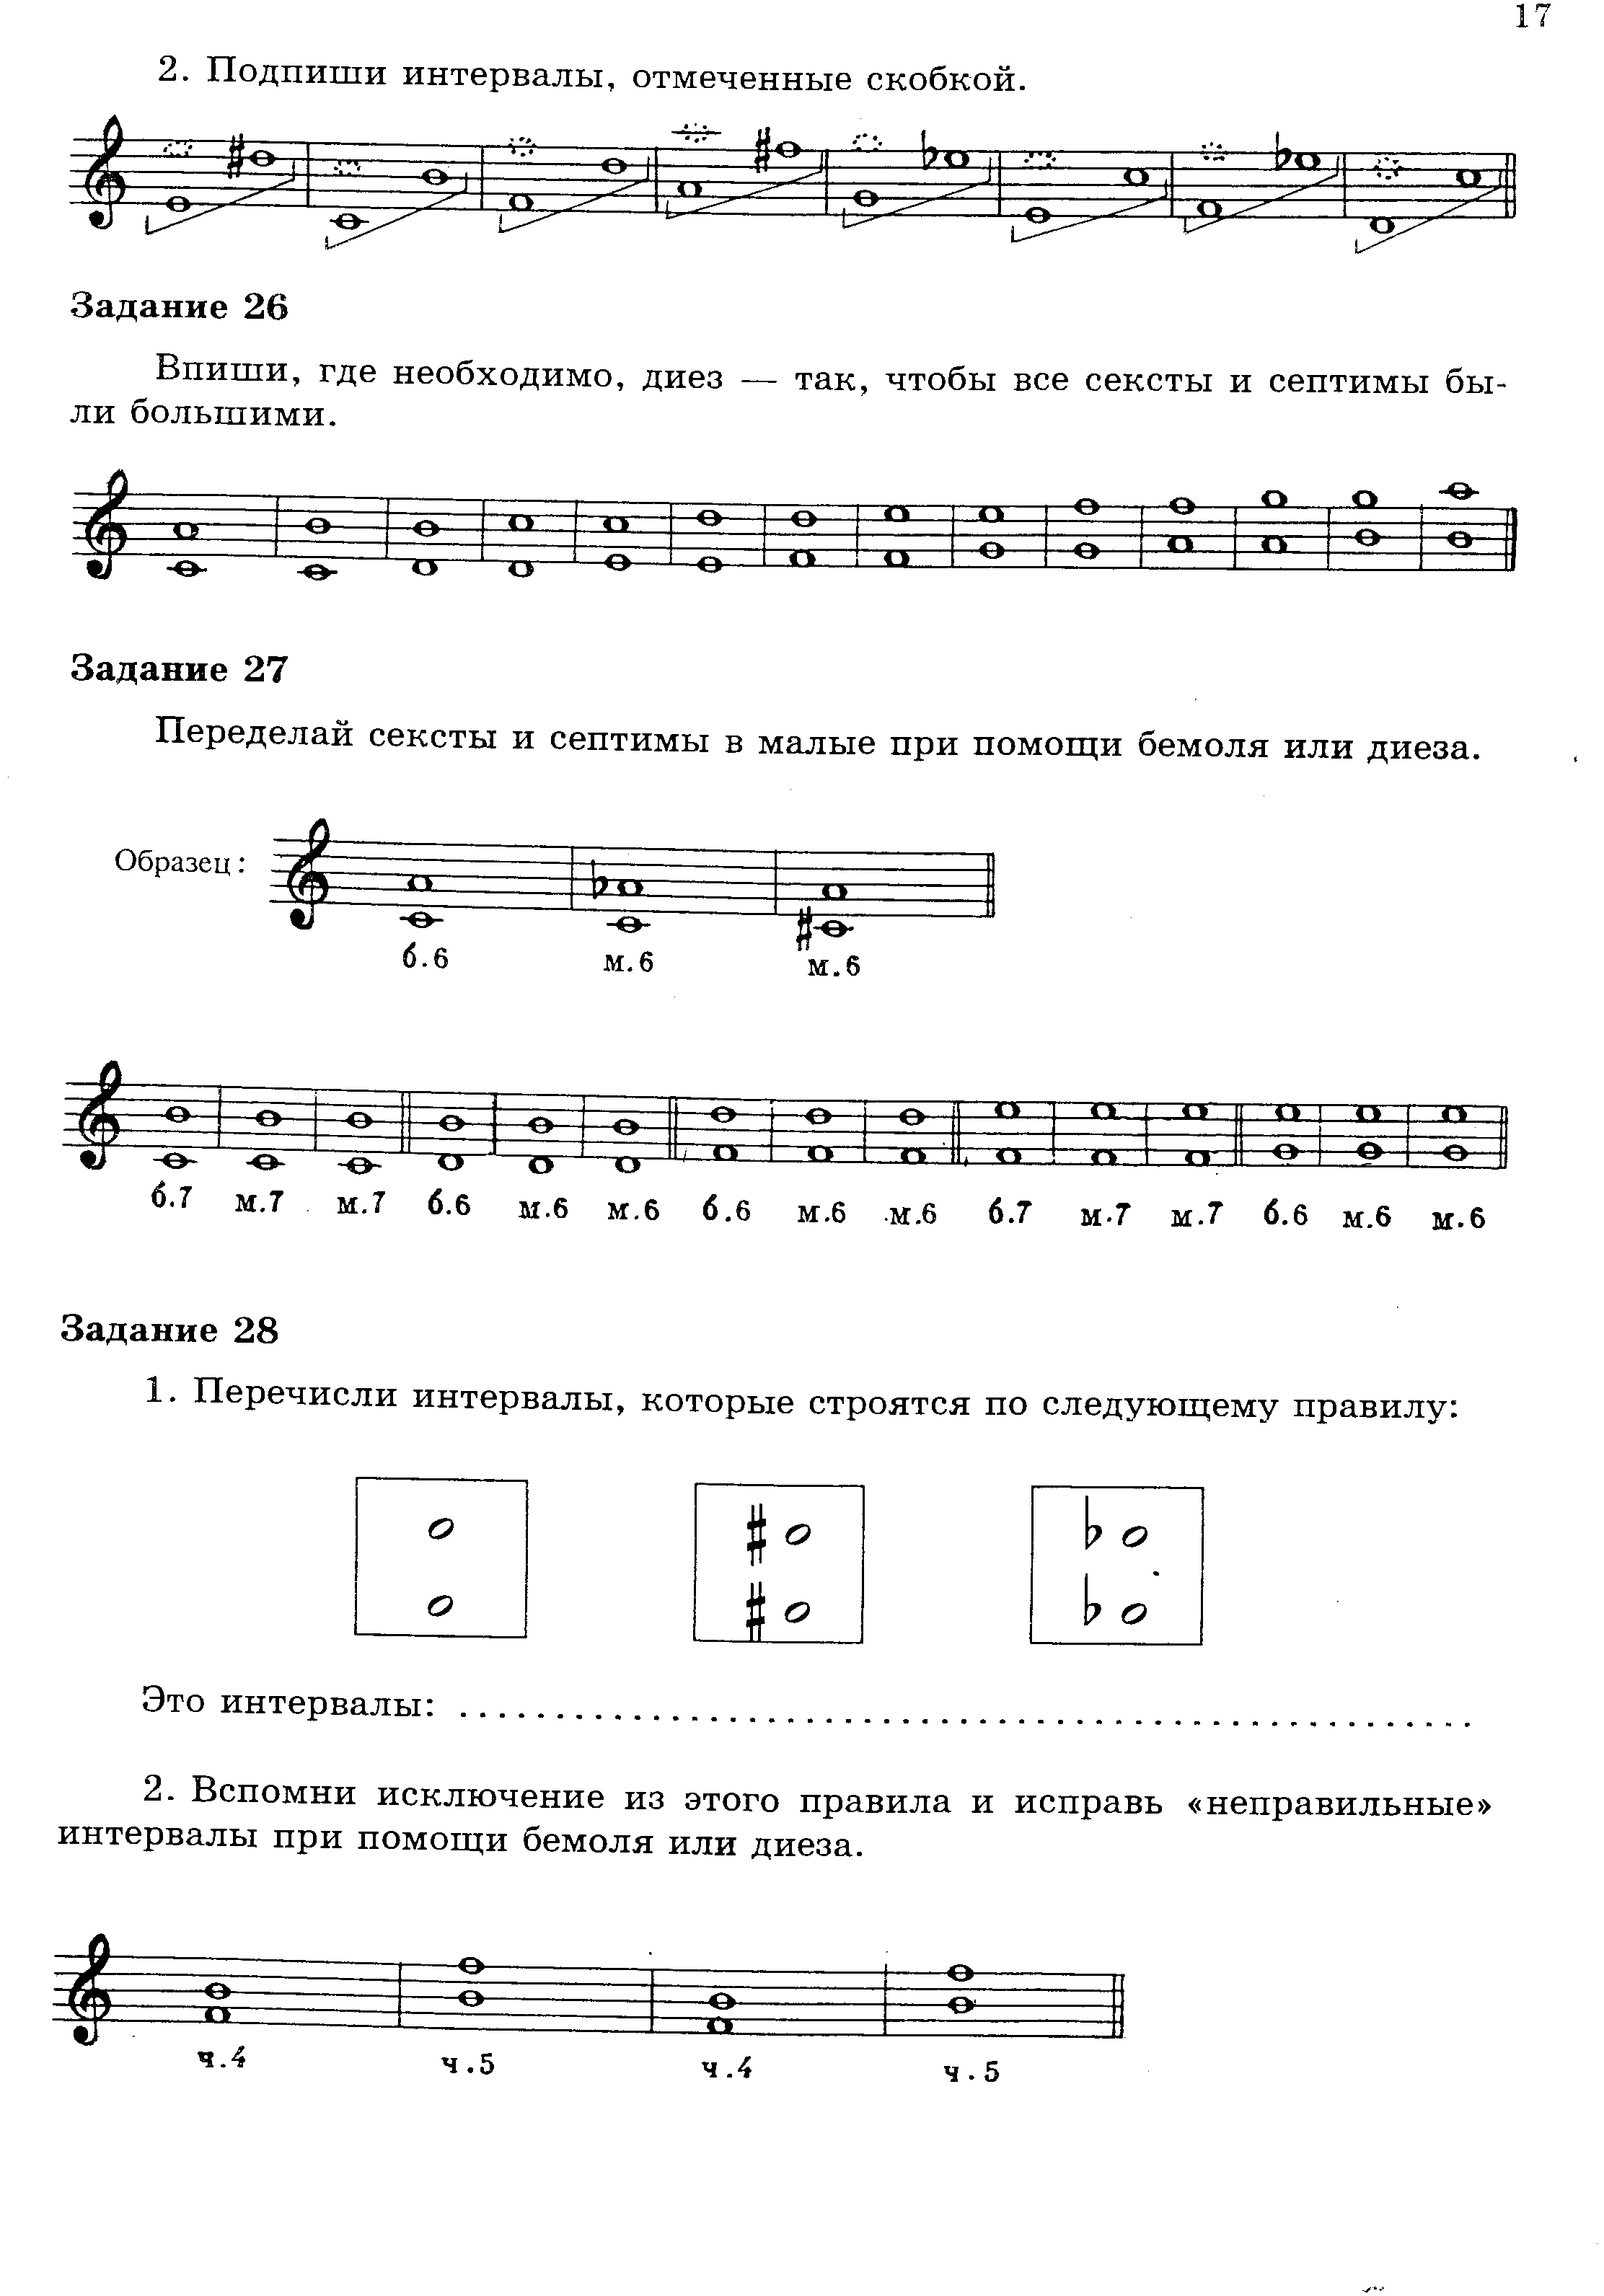 17
2. Подпиши интервалы, отмеченные скобкой.
Задание 26
Впиши, где необходимо, диез — так, чтобы все сексты и септимы бы-
ли большими.
Задание 27
Переделай сексты и септимы в малые при помощи бемоля или диеза.
Образец:
б.6 м.6 м.6
б.7 м.7 м.7 б.6 м.6 м.6 б.6 м.6 м.6 б.7 м.7 м.7 б.6 м.6 м.6
Задание 28
1. Перечисли интервалы, которые строятся по следующему правилу:
Это интервалы: ....................................................
2. Вспомни исключение из этого правила и исправь «неправильные»
интервалы при помощи бемоля или диеза.
ч.4 ч.5 ч.4 ч.5